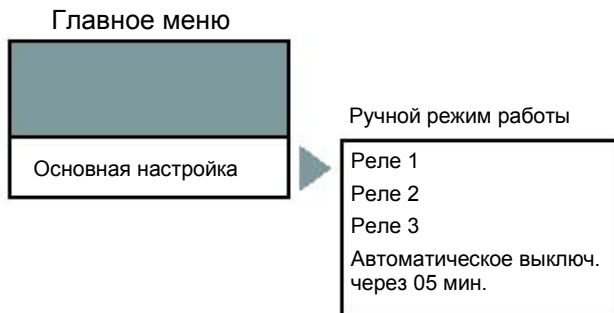 Главное меню
Основная настройка
Ручной режим работы
Реле 1
Реле 2
Реле 3
Автоматическое выключ.
через 05 мин.